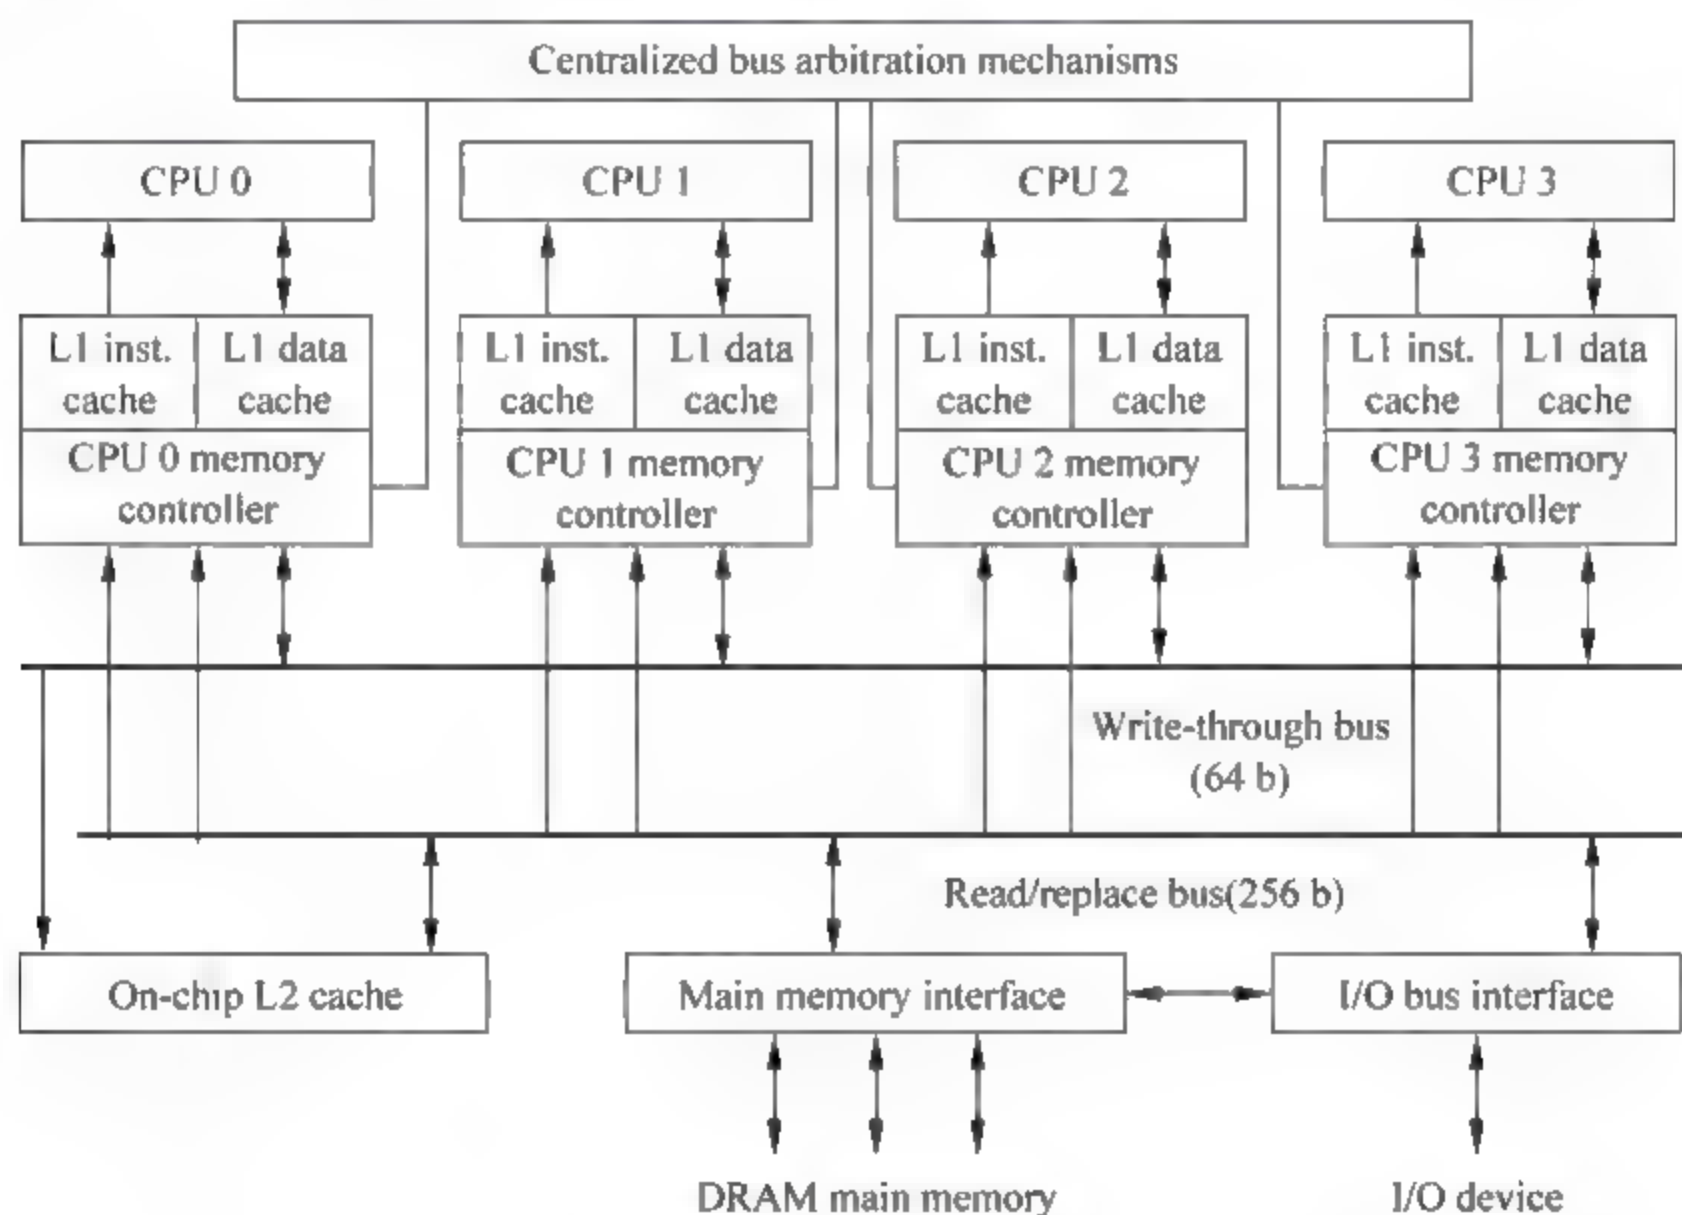 Centralized bus arbitration mechanisms
CPU 0
CPU 1
CPU 2
CPU 3
L1 inst.
cache
L1 data
cache
L1 inst.
cache
L1 data
cache
L1 inst.
cache
L1 data
cache
L1 inst.
cache
L1 data
cache
CPU 0 memory
controller
CPU 1 memory
controller
CPU 2 memory
controller
CPU 3 memory
controller
Write-through bus
(64 b)
Read/replace bus(256 b)
On-chip L2 cache
Main memory interface
I/O bus interface
DRAM main memory
I/O device